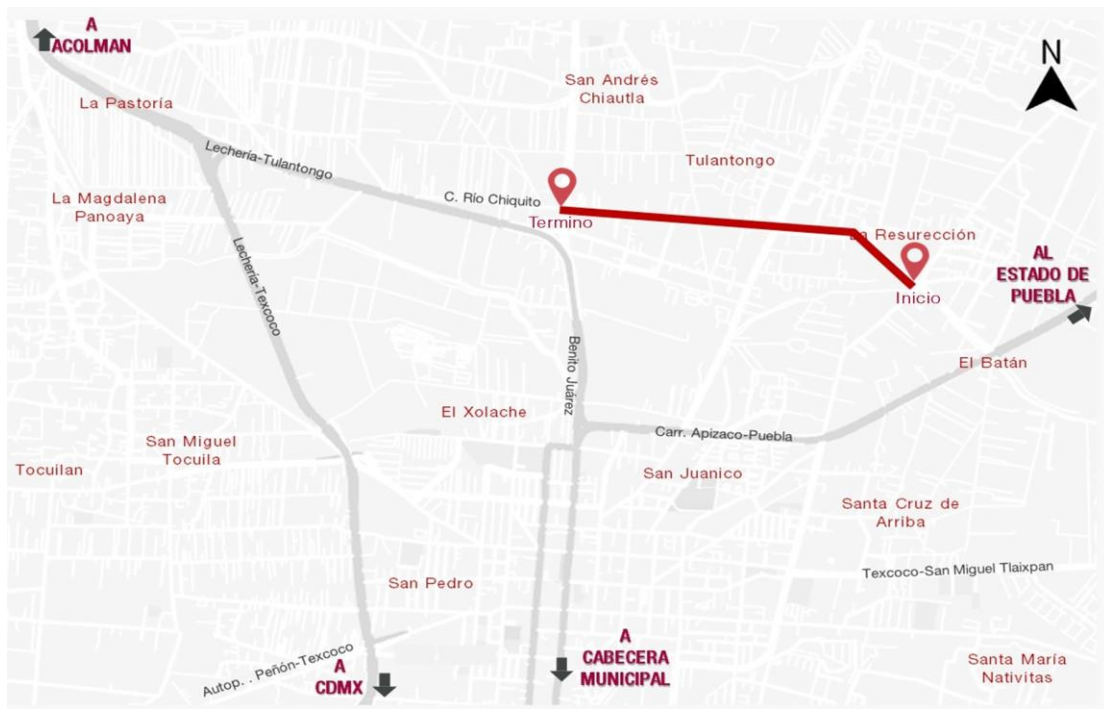 A
ACOLMAN
N
La Pastoría
San Andrés
Chiautla
Lechería-Tulantongo
Tulantongo
La Magdalena
Panoaya
C. Río Chiquito
Termino
La Resurección
Inicio
AL
ESTADO DE
PUEBLA
Lechería-Texcoco
Benito Juárez
El Batán
El Xolache
Carr. Apizaco-Puebla
San Miguel
Tocuila
Tocuilan
San Juanico
Santa Cruz de
Arriba
Texcoco-San Miguel Tlaixpan
San Pedro
Autop. . Peñón-Texcoco
A
CDMX
A
CABECERA
MUNICIPAL
Santa María
Nativitas